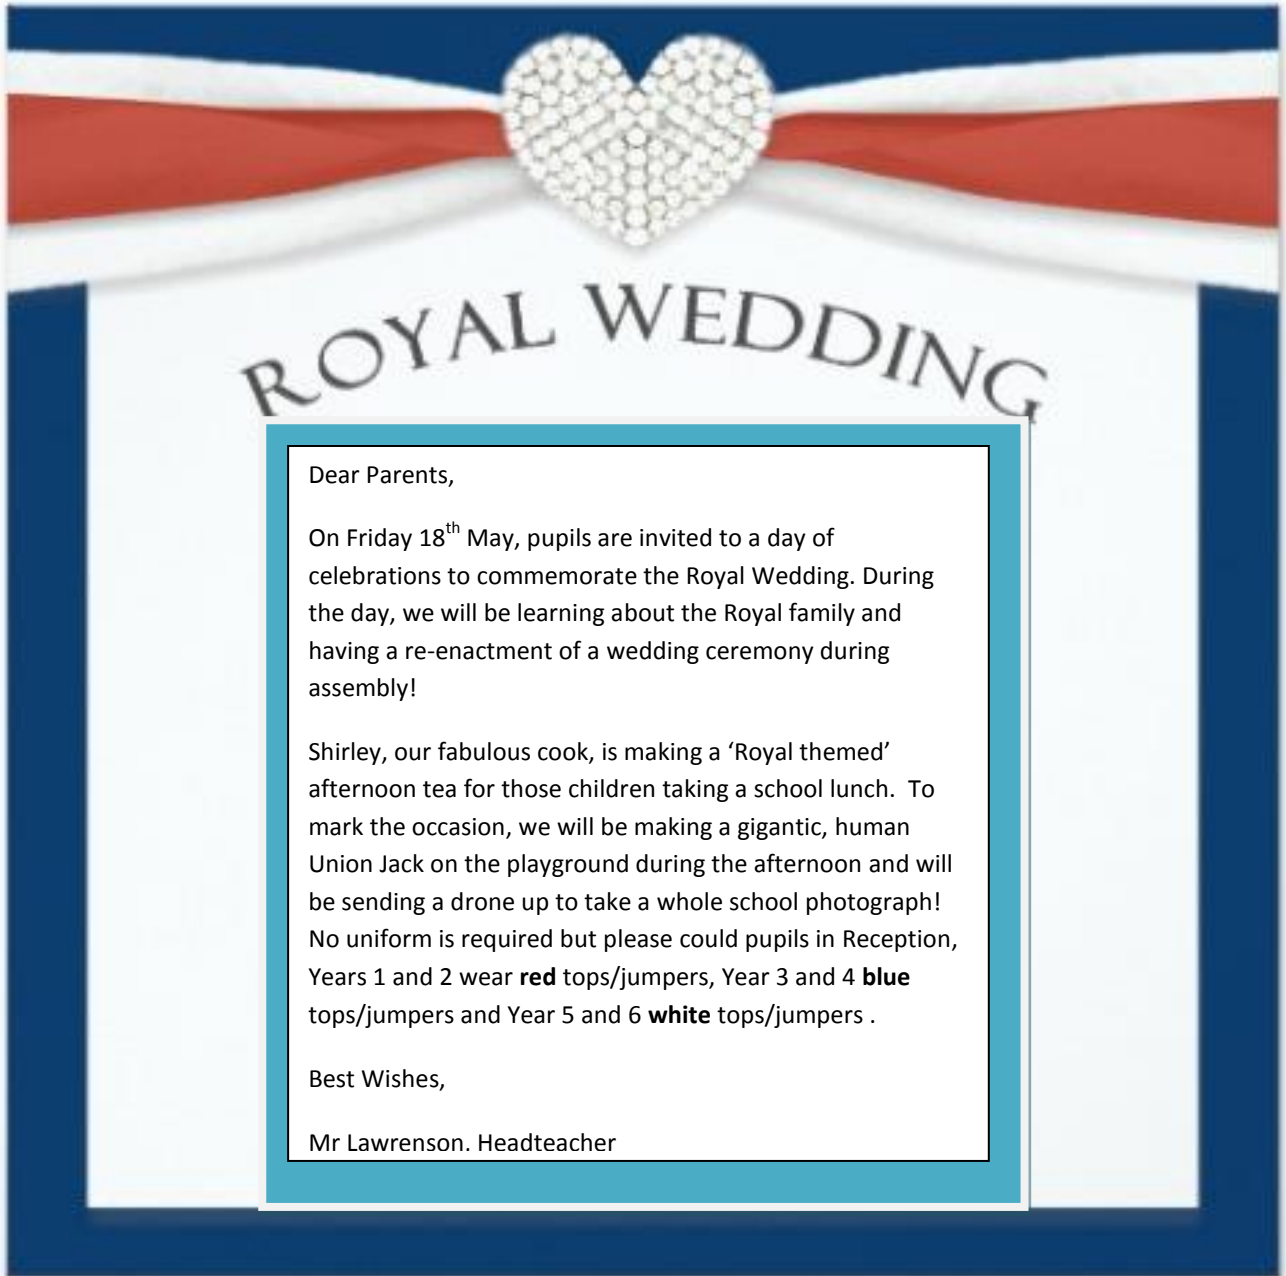 ROYAL WEDDING
Dear Parents,
On Friday 18th May, pupils are invited to a day of
celebrations to commemorate the Royal Wedding. During
the day, we will be learning about the Royal family and
having a re-enactment of a wedding ceremony during
assembly!
Shirley, our fabulous cook, is making a ‘Royal themed’
afternoon tea for those children taking a school lunch.  To
mark the occasion, we will be making a gigantic, human
Union Jack on the playground during the afternoon and will
be sending a drone up to take a whole school photograph!
No uniform is required but please could pupils in Reception,
Years 1 and 2 wear red tops/jumpers, Year 3 and 4 blue
tops/jumpers and Year 5 and 6 white tops/jumpers .
Best Wishes,
Mr Lawrenson. Headteacher